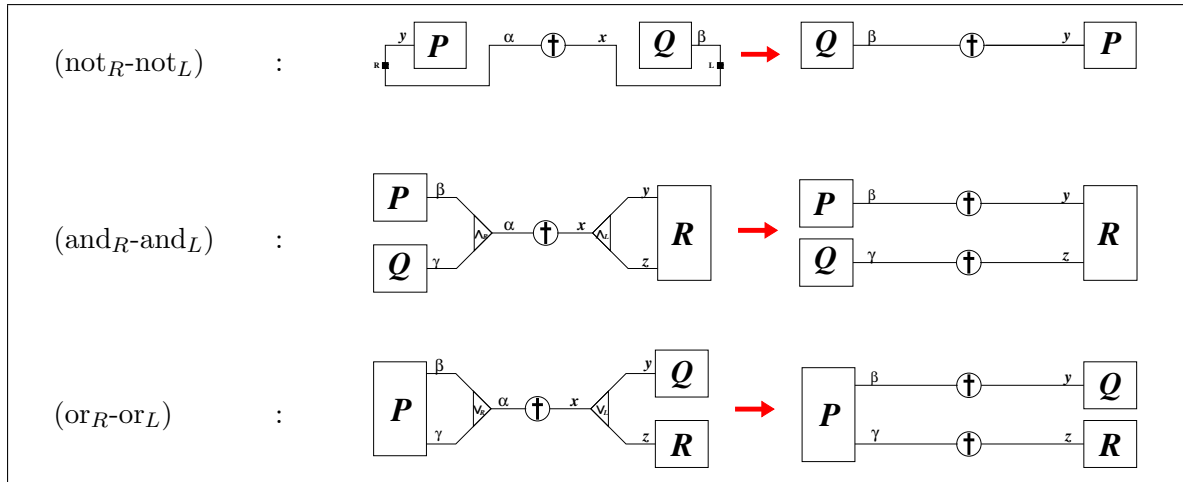 (not_R-not_L) : y P α † x Q β R L Q β † y P
(and_R-and_L) : P β Q γ ∧_R α † x ∧_L y z R P β † y Q γ † z R
(or_R-or_L) : P β γ ∨_R α † x ∨_L y Q z R P β † y Q γ † z R